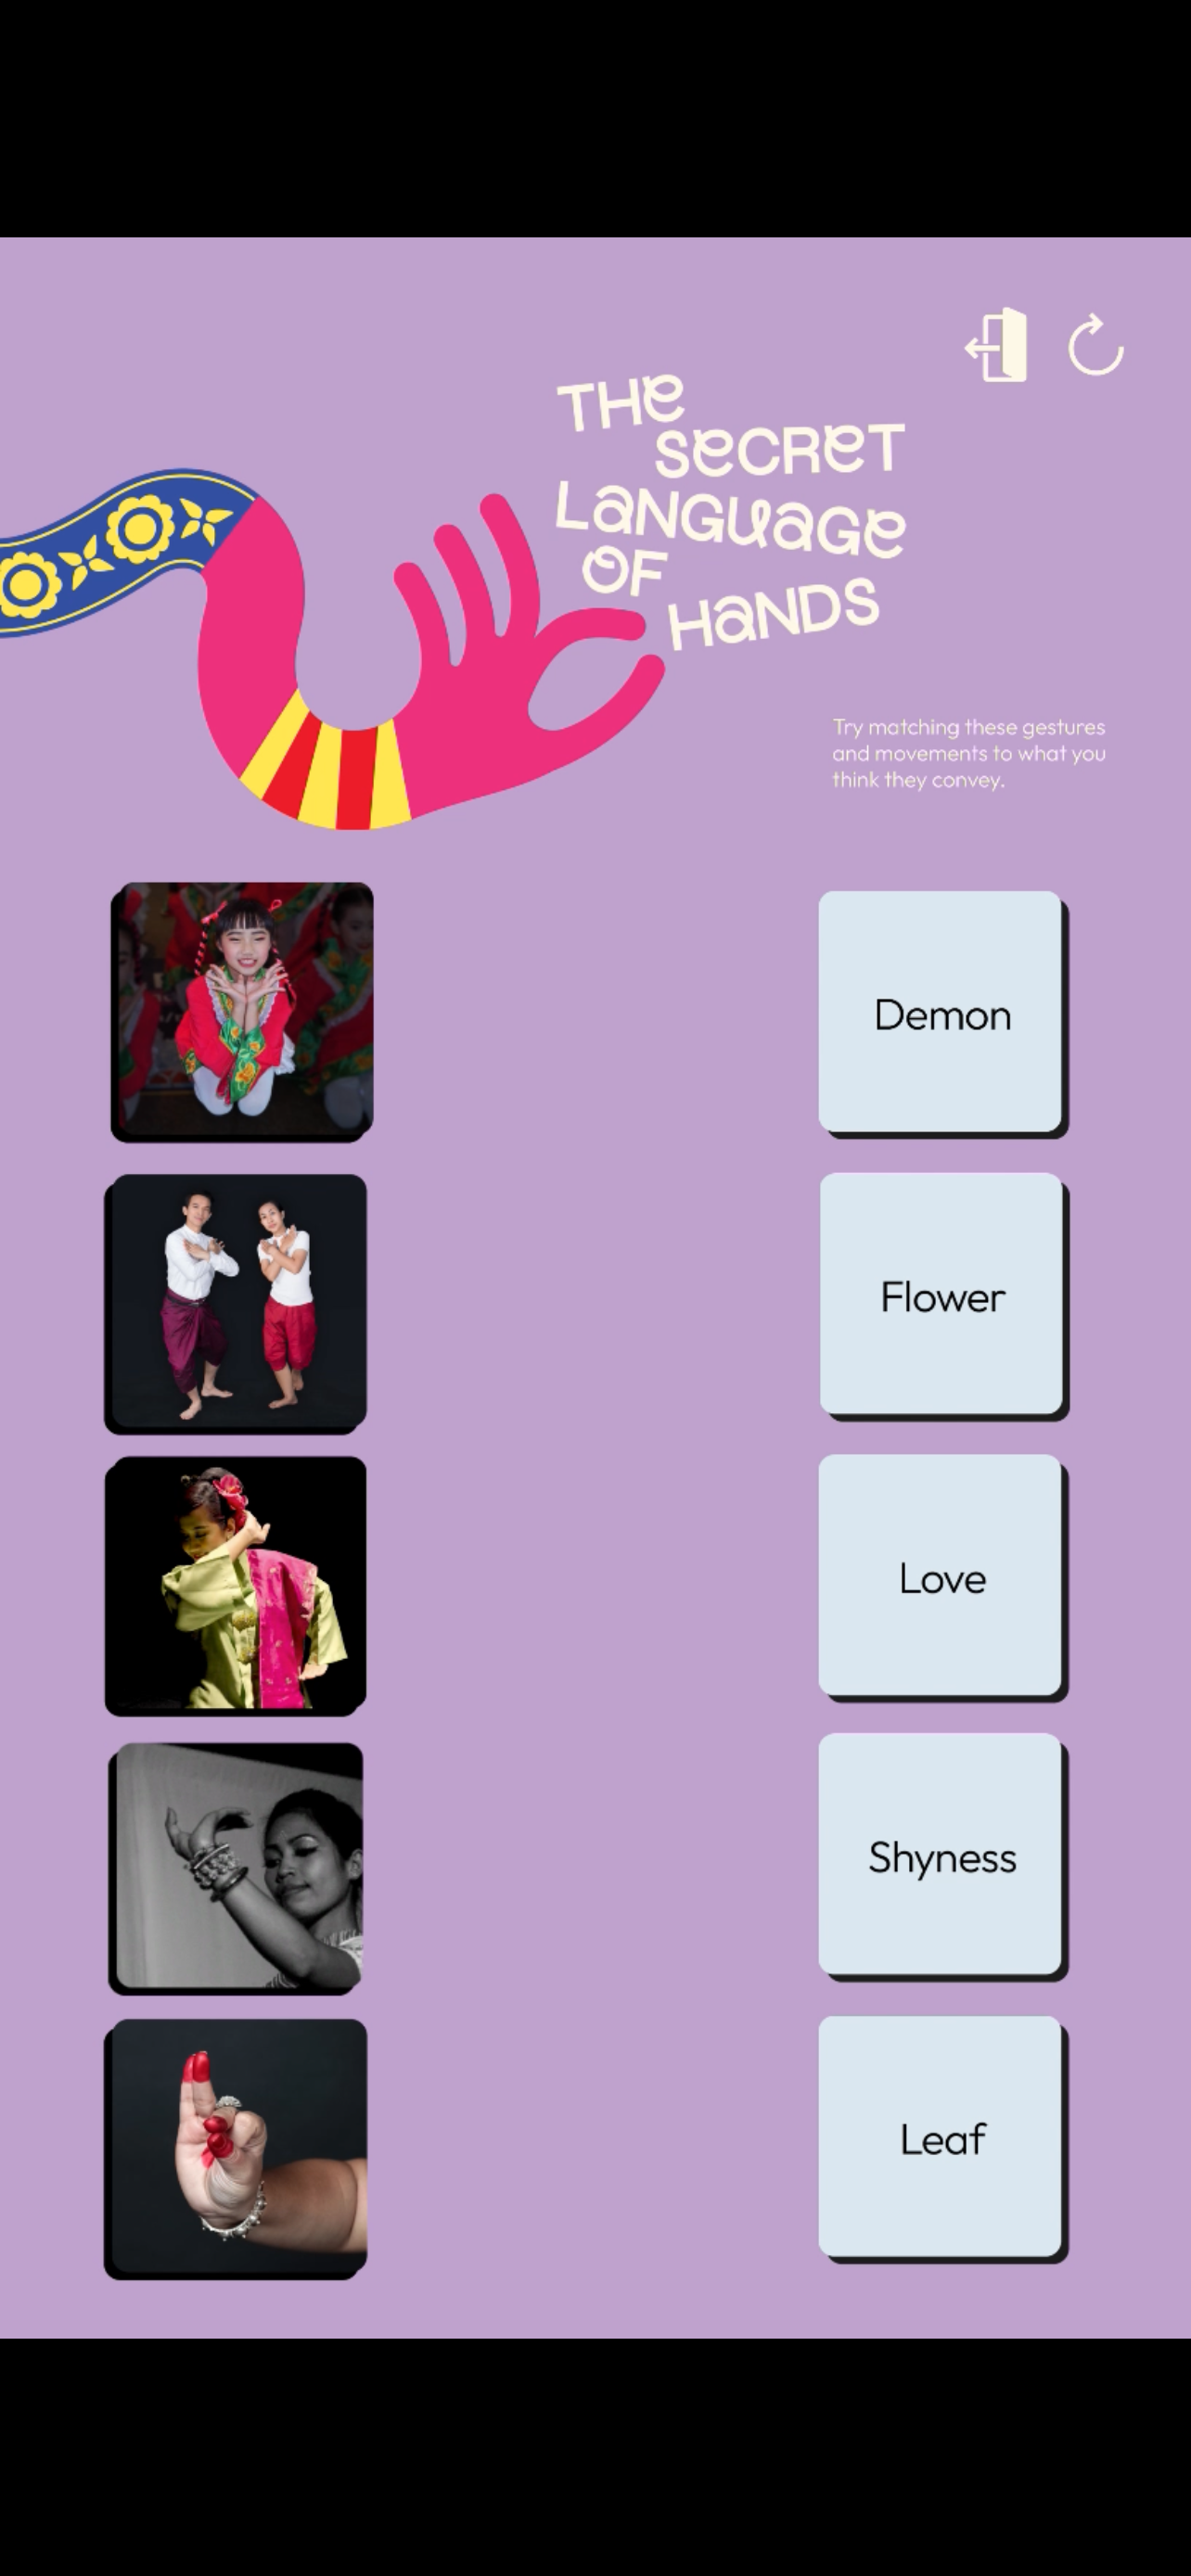 THE
SECRET
LANGUAGE
OF
HANDS
Try matching these gestures
and movements to what you
think they convey.
Demon
Flower
Love
Shyness
Leaf